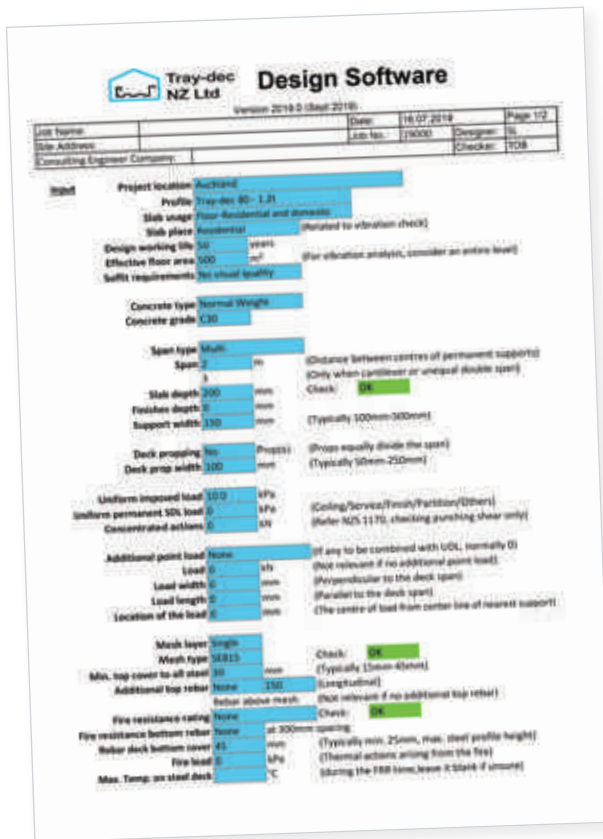 Tray-dec NZ Ltd Design Software
Version 2019.0 (Sept 2019)
Job Name: Date: 16.07.2019 Page 1/2
Site Address: Job No. 19000 Designer: SL
Consulting Engineer Company: Checker: TOB
Input Project location Auckland
Profile Tray-dec 80 - 1.2t
Slab usage Floor-Residential and domestic
Slab place Residential (Related to vibration check)
Design working life 50 years
Effective floor area 500 m² (For vibration analysis, consider an entire level)
Soffit requirements No visual quality
Concrete type Normal Weight
Concrete grade C30
Span type Multi
Span 2 m (Distance between centres of permanent supports)
3 (Only when cantilever or unequal double span)
Slab depth 200 mm Check: OK
Finishes depth 0 mm
Support width 150 mm (Typically 100mm-300mm)
Deck propping No Prop(s) (Props equally divide the span)
Deck prop width 100 mm (Typically 50mm-250mm)
Uniform imposed load 10.0 kPa
Uniform permanent SDL load 0 kPa (Ceiling/Service/Finish/Partition/Others)
Concentrated actions 0 kN (Refer NZS 1170, checking punching shear only)
Additional point load None (If any to be combined with UDL, normally 0)
Load 0 kN (Not relevant if no additional point load)
Load width 0 mm (Perpendicular to the deck span)
Load length 0 mm (Parallel to the deck span)
Location of the load 0 mm (The centre of load from center line of nearest support)
Mesh layer Single
Mesh type SE815 Check: OK
Min. top cover to all steel 30 mm (Typically 15mm-45mm)
Additional top rebar None 150 (Longitudinal)
Rebar above mesh (Not relevant if no additional top rebar)
Fire resistance rating None Check: OK
Fire resistance bottom rebar None at 300mm spacing
Rebar deck bottom cover 45 mm (Typically min. 25mm, max. steel profile height)
Fire load 0 kPa (Thermal actions arising from the fire)
Max. Temp. on steel deck °C (during the FRR time, leave it blank if unsure)